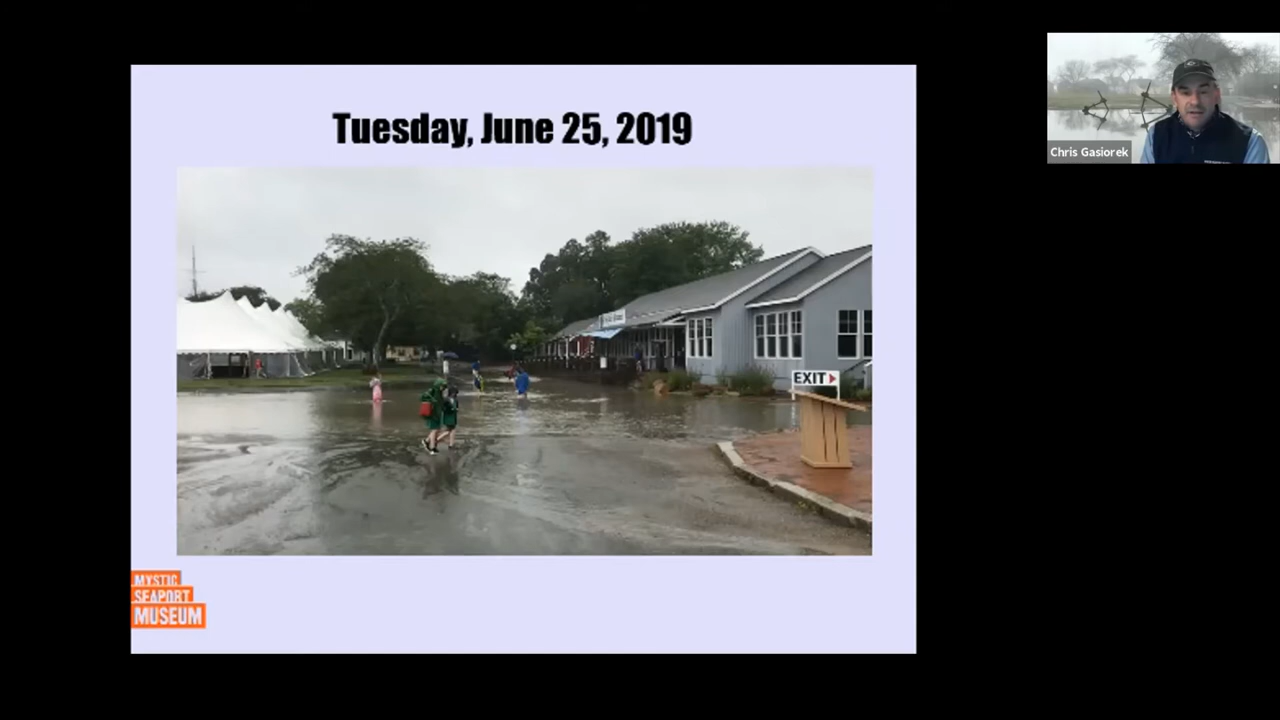 Tuesday, June 25, 2019
Chris Gasiorek
EXIT
MYSTIC
SEAPORT
MUSEUM